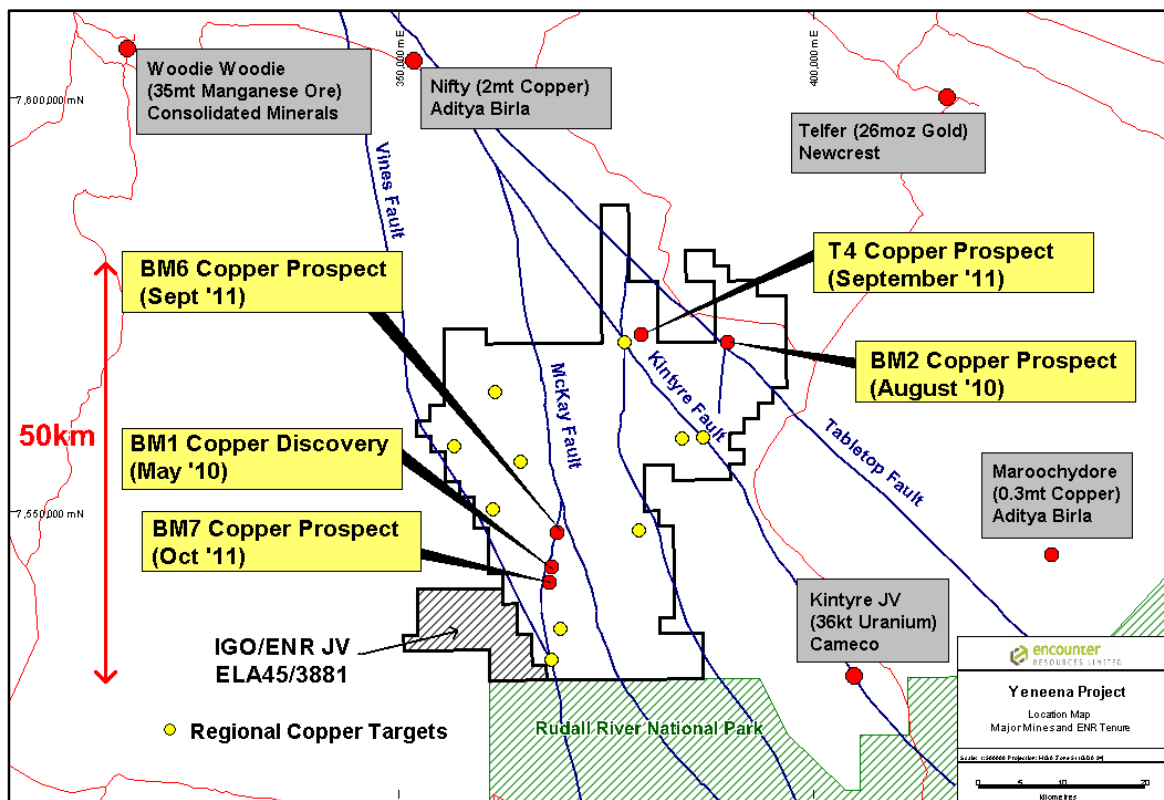 Woodie Woodie
(35mt Manganese Ore)
Consolidated Minerals
350,000 mE
Nifty (2mt Copper)
Aditya Birla
400,000 mE
Telfer (26moz Gold)
Newcrest
7,600,000 mN
Vines Fault
BM6 Copper Prospect
(Sept '11)
T4 Copper Prospect
(September '11)
BM2 Copper Prospect
(August '10)
McKay Fault
Kintyre Fault
Tabletop Fault
50km
BM1 Copper Discovery
(May '10)
BM7 Copper Prospect
(Oct '11)
7,550,000 mN
Maroochydore
(0.3mt Copper)
Aditya Birla
Kintyre JV
(36kt Uranium)
Cameco
IGO/ENR JV
ELA45/3881
Regional Copper Targets
Rudall River National Park
encounter
RESOURCES LIMITED
Yeneena Project
Location Map
Major Mines and ENR Tenure
0 5 10 20
kilometres